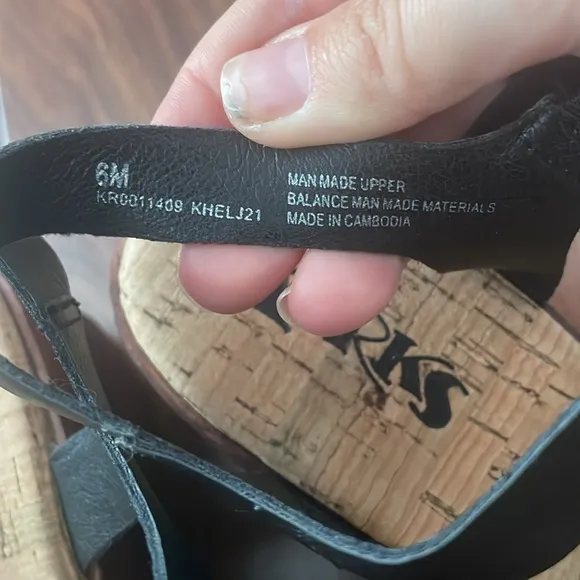 6M
KR0011409 KHELJ21
MAN MADE UPPER
BALANCE MAN MADE MATERIALS
MADE IN CAMBODIA